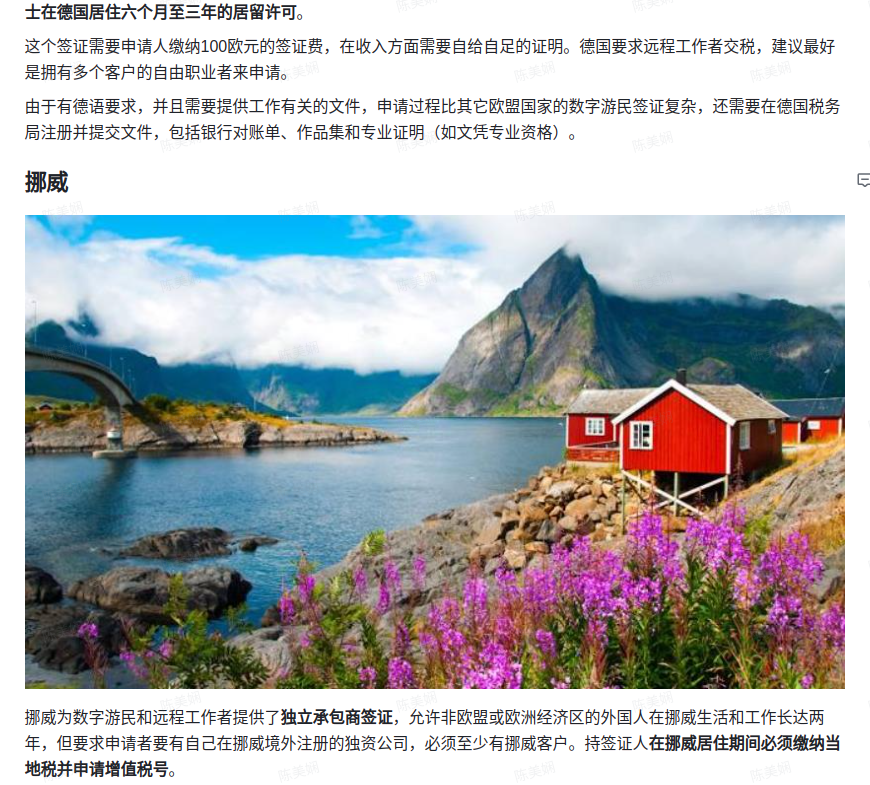 士在德国居住六个月至三年的居留许可。
这个签证需要申请人缴纳100欧元的签证费，在收入方面需要自给自足的证明。德国要求远程工作者交税，建议最好
是拥有多个客户的自由职业者来申请。
由于有德语要求，并且需要提供工作有关的文件，申请过程比其它欧盟国家的数字游民签证复杂，还需要在德国税务
局注册并提交文件，包括银行对账单、作品集和专业证明（如文凭专业资格）。
挪威
挪威为数字游民和远程工作者提供了独立承包商签证，允许非欧盟或欧洲经济区的外国人在挪威生活和工作长达两
年，但要求申请者要有自己在挪威境外注册的独资公司，必须至少有挪威客户。持签证人在挪威居住期间必须缴纳当
地税并申请增值税号。